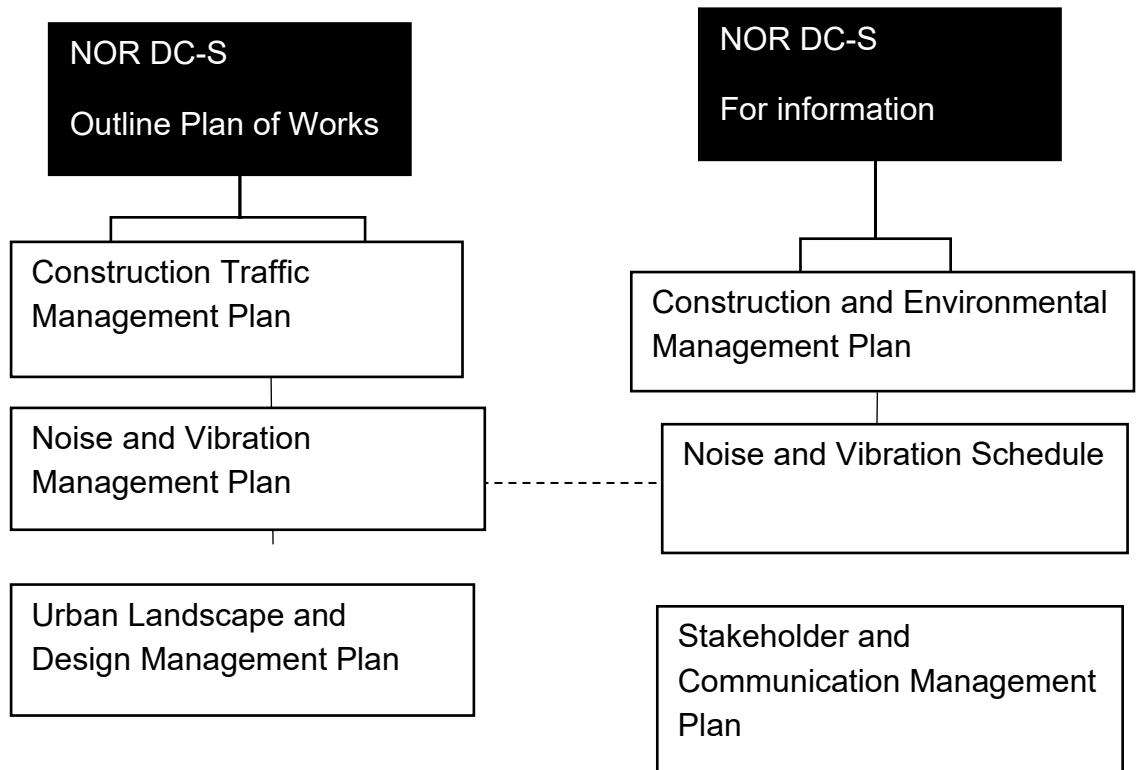 NOR DC-S
Outline Plan of Works
Construction Traffic
Management Plan
Noise and Vibration
Management Plan
Urban Landscape and
Design Management Plan
NOR DC-S
For information
Construction and Environmental
Management Plan
Noise and Vibration Schedule
Stakeholder and
Communication Management
Plan